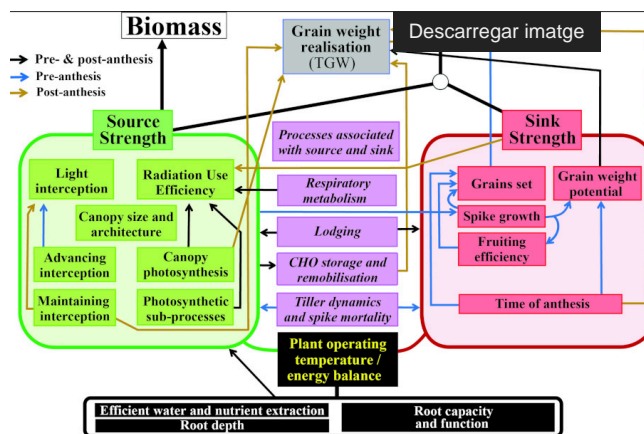 Biomass
Grain weight
realisation
(TGW)
Descarregar imatge
Pre- & post-anthesis
Pre-anthesis
Post-anthesis
Source
Strength
Sink
Strength
Processes associated
with source and sink
Light
interception
Radiation Use
Efficiency
Respiratory
metabolism
Grains set
Grain weight
potential
Canopy size and
architecture
Spike growth
Lodging
Fruiting
efficiency
Advancing
interception
Canopy
photosynthesis
CHO storage and
remobilisation
Maintaining
interception
Photosynthetic
sub-processes
Tiller dynamics
and spike mortality
Time of anthesis
Plant operating
temperature /
energy balance
Efficient water and nutrient extraction
Root depth
Root capacity
and function